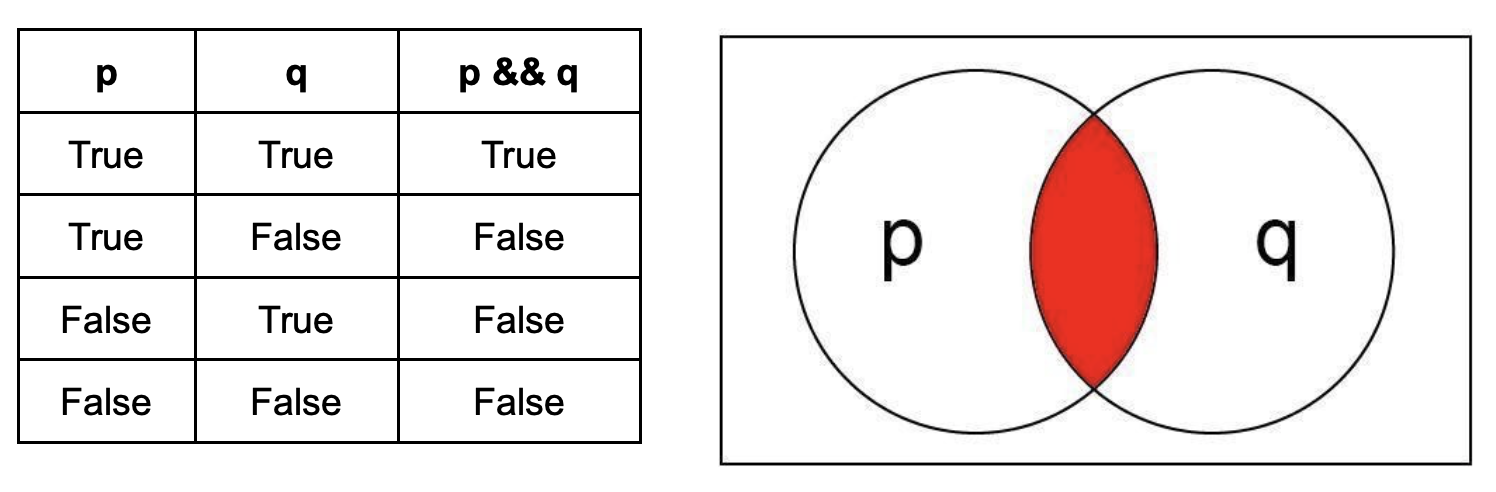 p q p && q
True True True
True False False
False True False
False False False
p q